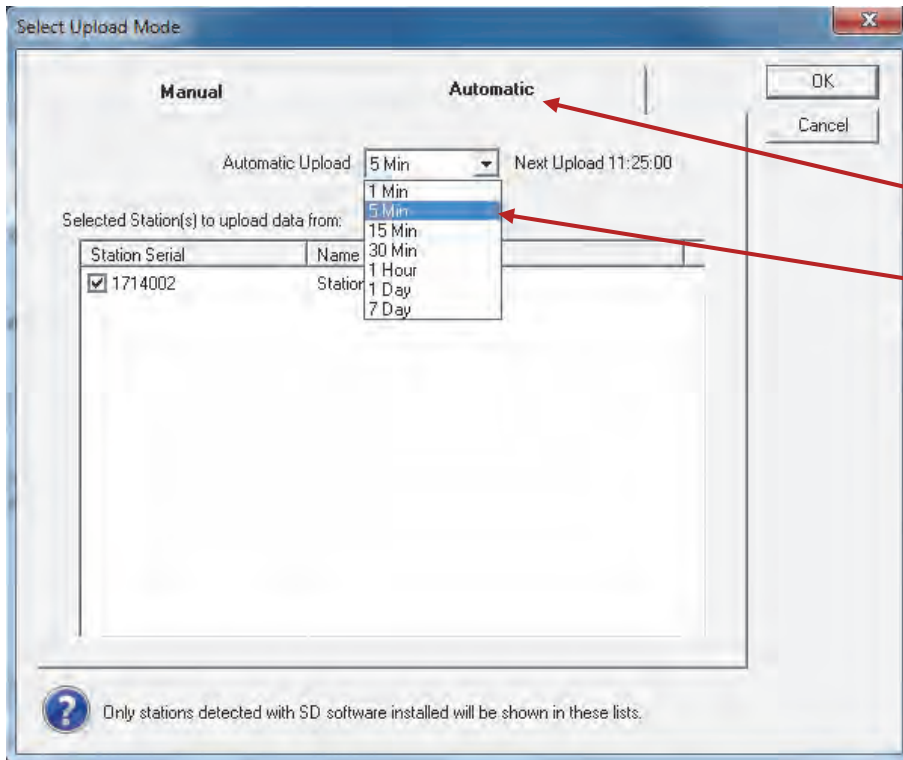 Select Upload Mode
Manual Automatic OK
Cancel
Automatic Upload 5 Min Next Upload 11:25:00
1 Min
5 Min
Selected Station(s) to upload data from:
15 Min
Station Serial Name 30 Min
1 Hour
1714002 Station
1 Day
7 Day
Only stations detected with SD software installed will be shown in these lists.